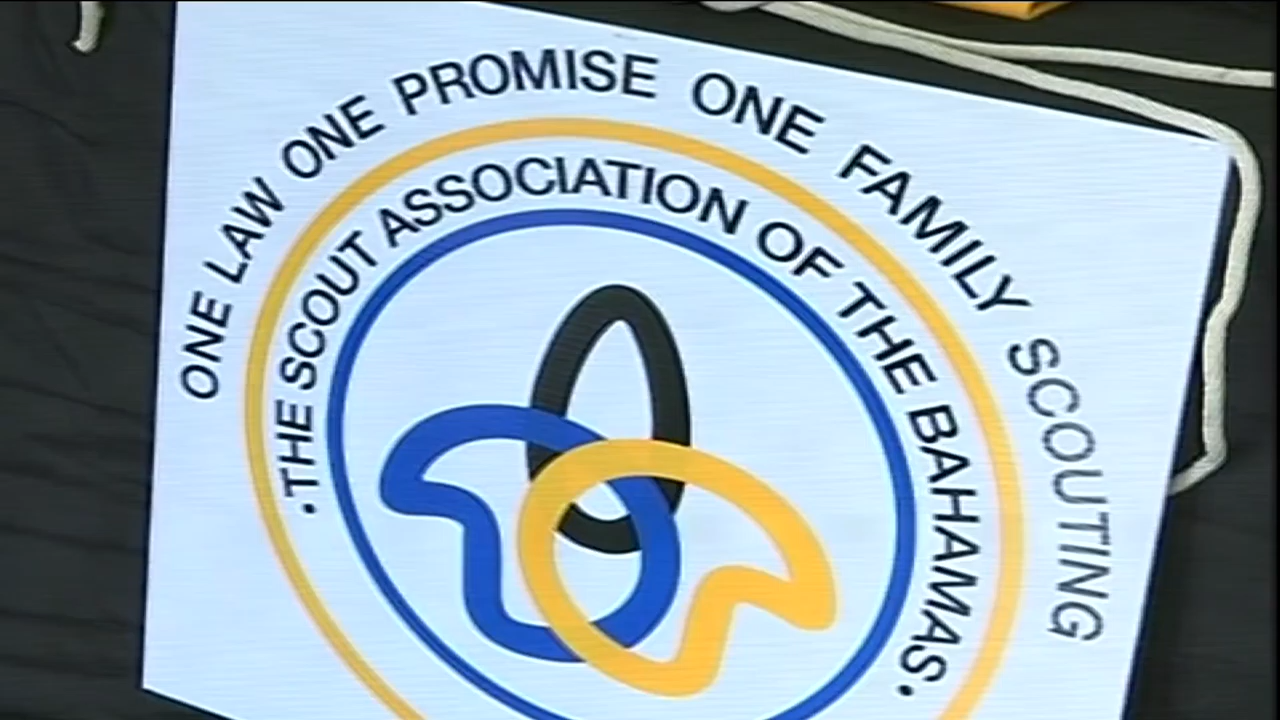 ONE LAW ONE PROMISE ONE FAMILY SCOUTING
·THE SCOUT ASSOCIATION OF THE BAHAMAS·